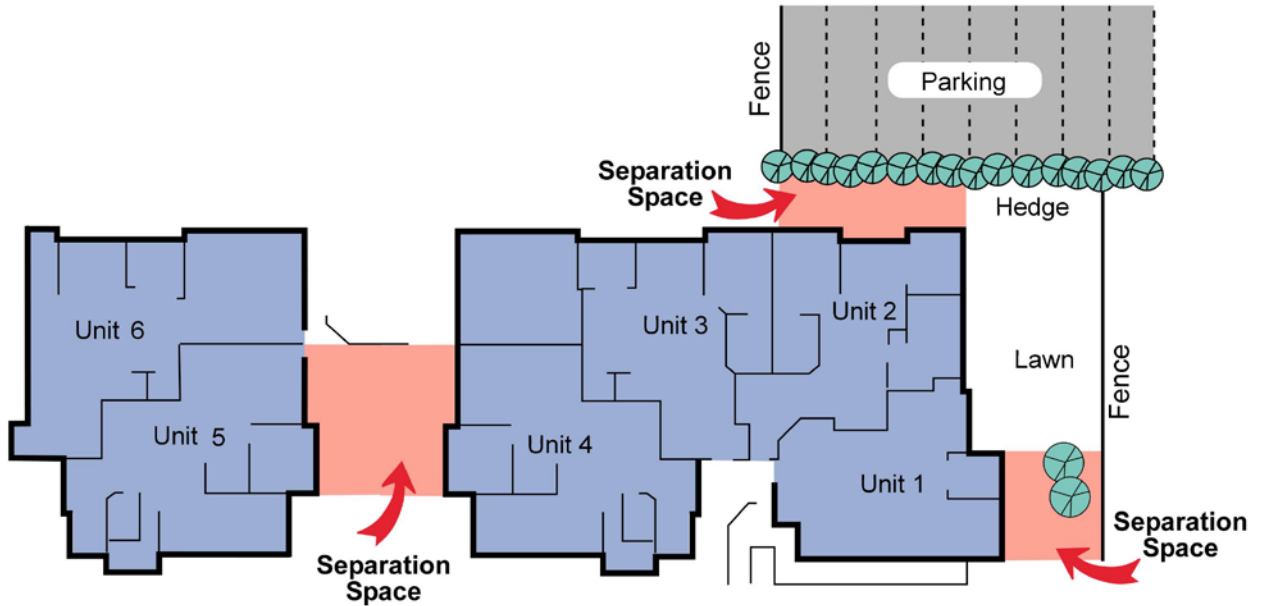 Fence
Parking
Separation
Space
Hedge
Unit 6
Unit 3
Unit 2
Lawn
Fence
Unit 5
Unit 4
Unit 1
Separation
Space
Separation
Space